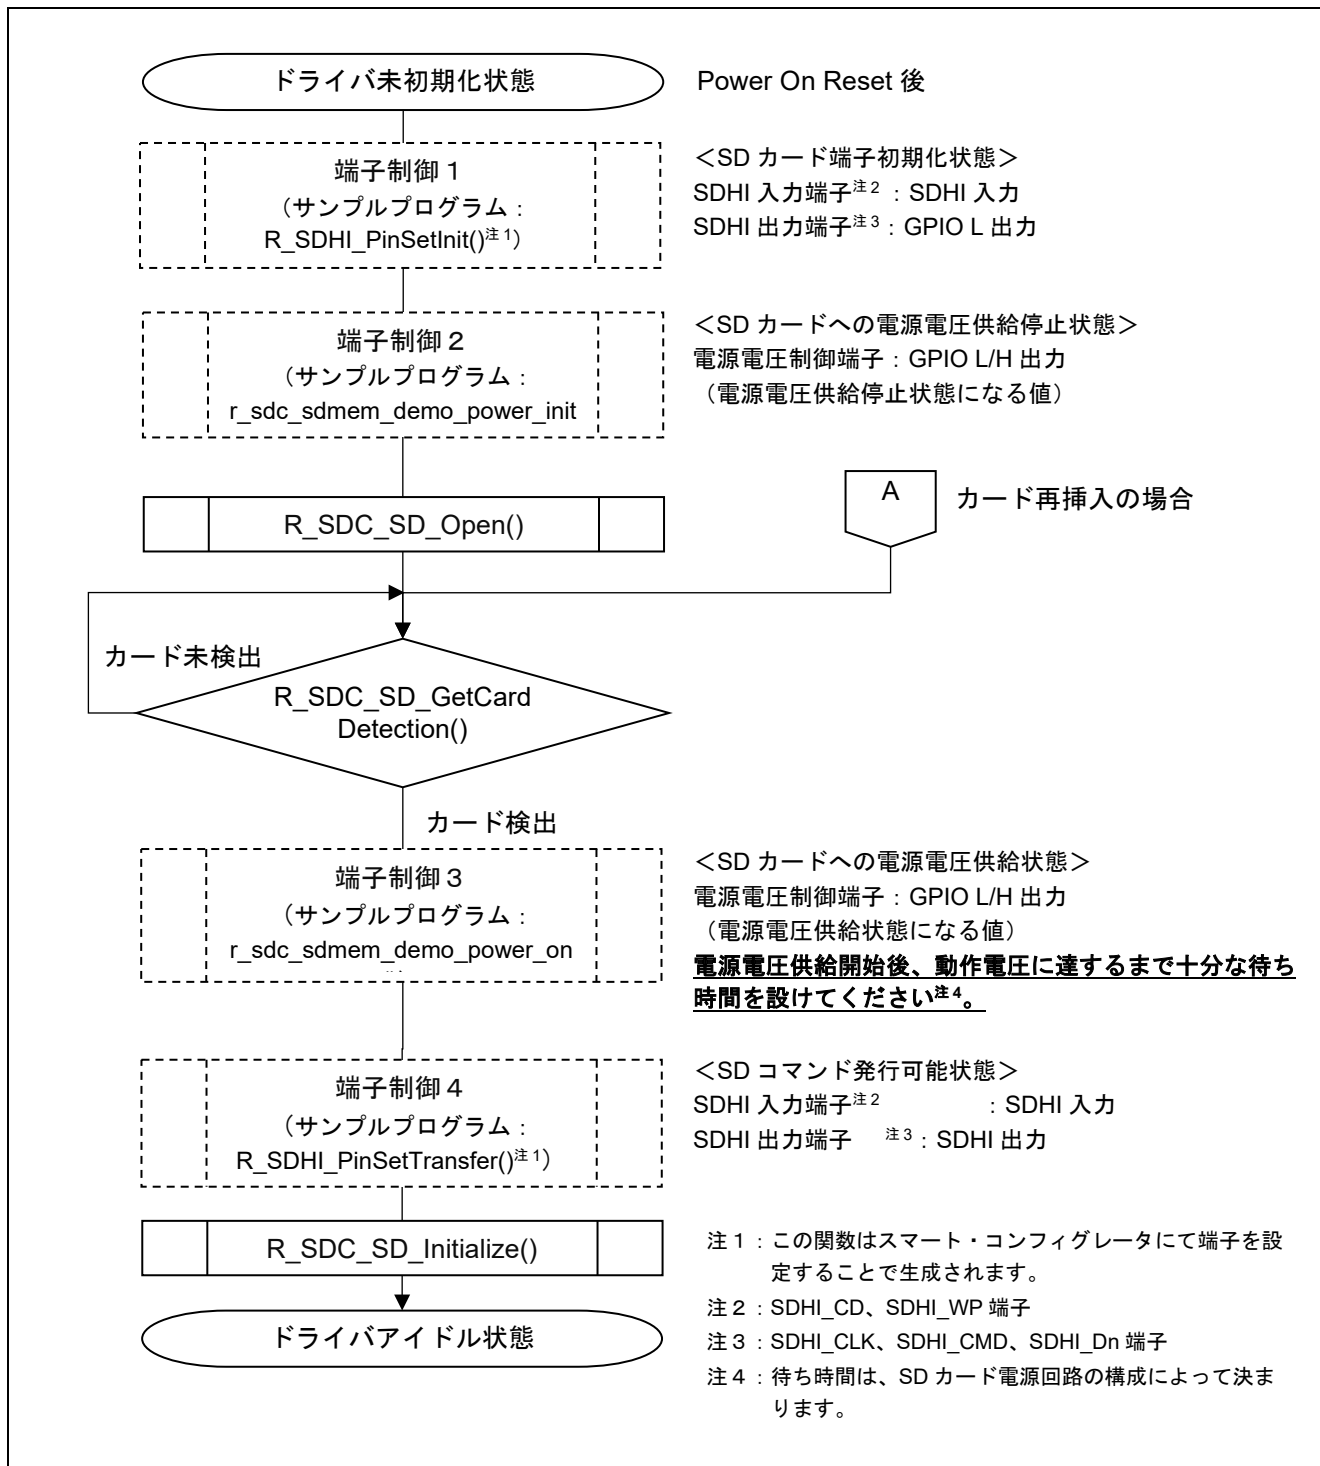 ドライバ未初期化状態
Power On Reset 後
端子制御１
（サンプルプログラム：
R_SDHI_PinSetInit()注1）
＜SD カード端子初期化状態＞
SDHI 入力端子注2：SDHI 入力
SDHI 出力端子注3：GPIO L 出力
端子制御２
（サンプルプログラム：
r_sdc_sdmem_demo_power_init
＜SD カードへの電源電圧供給停止状態＞
電源電圧制御端子：GPIO L/H 出力
（電源電圧供給停止状態になる値）
R_SDC_SD_Open()
A
カード再挿入の場合
カード未検出
R_SDC_SD_GetCard
Detection()
カード検出
端子制御３
（サンプルプログラム：
r_sdc_sdmem_demo_power_on
＜SD カードへの電源電圧供給状態＞
電源電圧制御端子：GPIO L/H 出力
（電源電圧供給状態になる値）
電源電圧供給開始後、動作電圧に達するまで十分な待ち
時間を設けてください注4。
端子制御４
（サンプルプログラム：
R_SDHI_PinSetTransfer()注1）
＜SD コマンド発行可能状態＞
SDHI 入力端子注2 ：SDHI 入力
SDHI 出力端子 注3：SDHI 出力
R_SDC_SD_Initialize()
ドライバアイドル状態
注１：この関数はスマート・コンフィグレータにて端子を設
定することで生成されます。
注２：SDHI_CD、SDHI_WP 端子
注３：SDHI_CLK、SDHI_CMD、SDHI_Dn 端子
注４：待ち時間は、SD カード電源回路の構成によって決ま
ります。